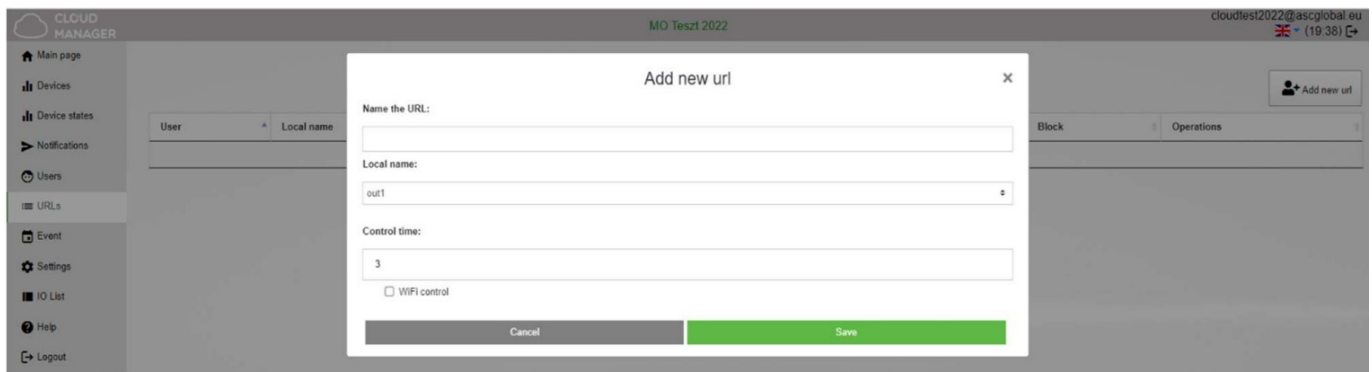 CLOUD
MANAGER
MO Teszt 2022
cloudtest2022@ascglobal.eu
(19:38)
Main page
Devices
Device states
Notifications
Users
URLs
Event
Settings
IO List
Help
Logout
Add new url
User
Local name
Block
Operations
Add new url
×
Name the URL:
Local name:
out1
Control time:
3
WiFi control
Cancel
Save